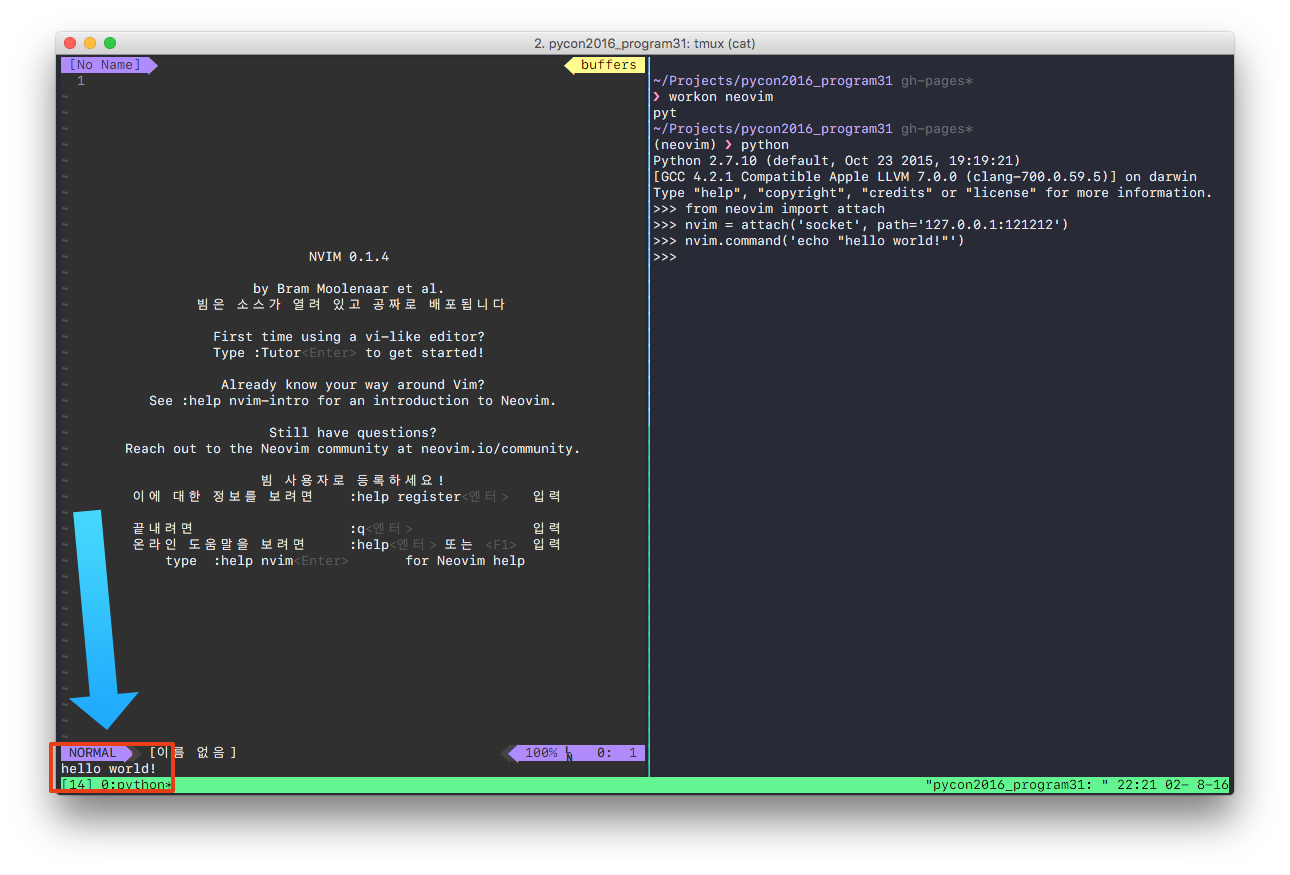 2. pycon2016_program31: tmux (cat)
[No Name]
buffers
1
NVIM 0.1.4
by Bram Moolenaar et al.
빔은 소스가 열려 있고 공짜로 배포됩니다
First time using a vi-like editor?
Type :Tutor<Enter> to get started!
Already know your way around Vim?
See :help nvim-intro for an introduction to Neovim.
Still have questions?
Reach out to the Neovim community at neovim.io/community.
빔 사용자로 등록하세요!
이에 대한 정보를 보려면 :help register<엔터> 입력
끝내려면 :q<엔터> 입력
온라인 도움말을 보려면 :help<엔터> 또는 <F1> 입력
type :help nvim<Enter> for Neovim help
NORMAL [이름 없음] 100% LN 0: 1
hello world!
~/Projects/pycon2016_program31 gh-pages*
❯ workon neovim
pyt
~/Projects/pycon2016_program31 gh-pages*
(neovim) ❯ python
Python 2.7.10 (default, Oct 23 2015, 19:19:21)
[GCC 4.2.1 Compatible Apple LLVM 7.0.0 (clang-700.0.59.5)] on darwin
Type "help", "copyright", "credits" or "license" for more information.
>>> from neovim import attach
>>> nvim = attach('socket', path='127.0.0.1:121212')
>>> nvim.command('echo "hello world!"')
>>>
[14] 0:python* "pycon2016_program31: " 22:21 02- 8-16